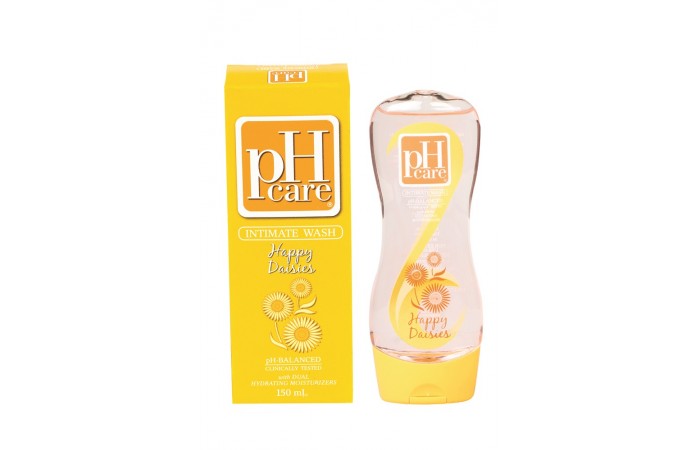 pH
care®
INTIMATE WASH
Happy
Daisies
pH-BALANCED
CLINICALLY TESTED
with DUAL
HYDRATING MOISTURIZERS
150 mL
pH
care®
Happy
Daisies